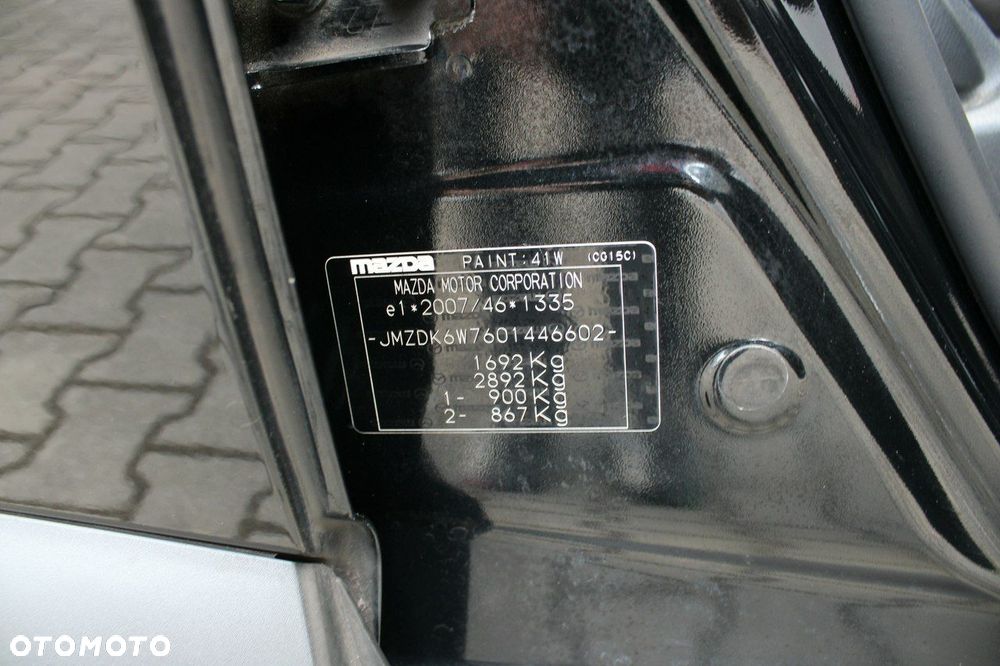 mazda PAINT: 41W (CG15C)
MAZDA MOTOR CORPORATION
e1*2007/46*1335
-JMZDK6W7601446602-
1692 Kg
2892 Kg
1- 900 Kg
2- 867 Kg
OTOMOTO